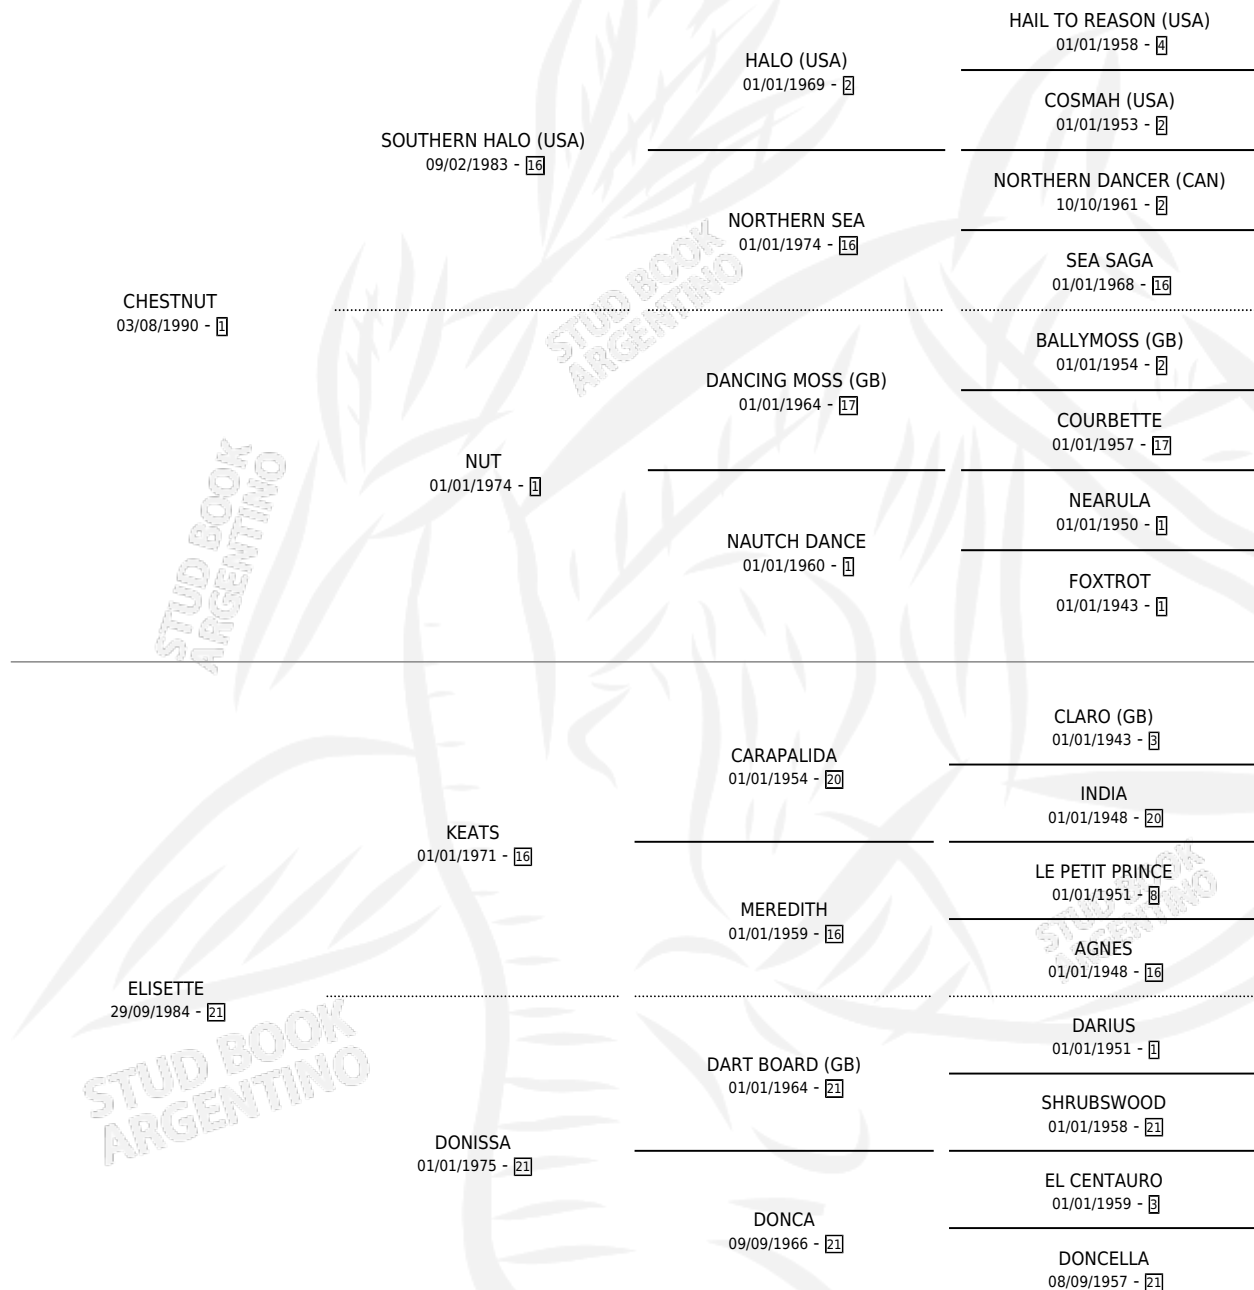 HAIL TO REASON (USA)
01/01/1958 - 4
HALO (USA)
01/01/1969 - 2
COSMAH (USA)
01/01/1953 - 2
SOUTHERN HALO (USA)
09/02/1983 - 16
NORTHERN DANCER (CAN)
10/10/1961 - 2
NORTHERN SEA
01/01/1974 - 16
SEA SAGA
01/01/1968 - 16
CHESTNUT
03/08/1990 - 1
BALLYMOSS (GB)
01/01/1954 - 2
DANCING MOSS (GB)
01/01/1964 - 17
COURBETTE
01/01/1957 - 17
NUT
01/01/1974 - 1
NEARULA
01/01/1950 - 1
NAUTCH DANCE
01/01/1960 - 1
FOXTROT
01/01/1943 - 1
CLARO (GB)
01/01/1943 - 3
CARAPALIDA
01/01/1954 - 20
INDIA
01/01/1948 - 20
KEATS
01/01/1971 - 16
LE PETIT PRINCE
01/01/1951 - 8
MEREDITH
01/01/1959 - 16
AGNES
01/01/1948 - 16
ELISETTE
29/09/1984 - 21
DARIUS
01/01/1951 - 1
DART BOARD (GB)
01/01/1964 - 21
SHRUBSWOOD
01/01/1958 - 21
DONISSA
01/01/1975 - 21
EL CENTAURO
01/01/1959 - 3
DONCA
09/09/1966 - 21
DONCELLA
08/09/1957 - 21
STUD BOOK
ARGENTINO
STUD BOOK
ARGENTINO
STUD BOOK
ARGENTINO
STUD BOOK
ARGENTINO